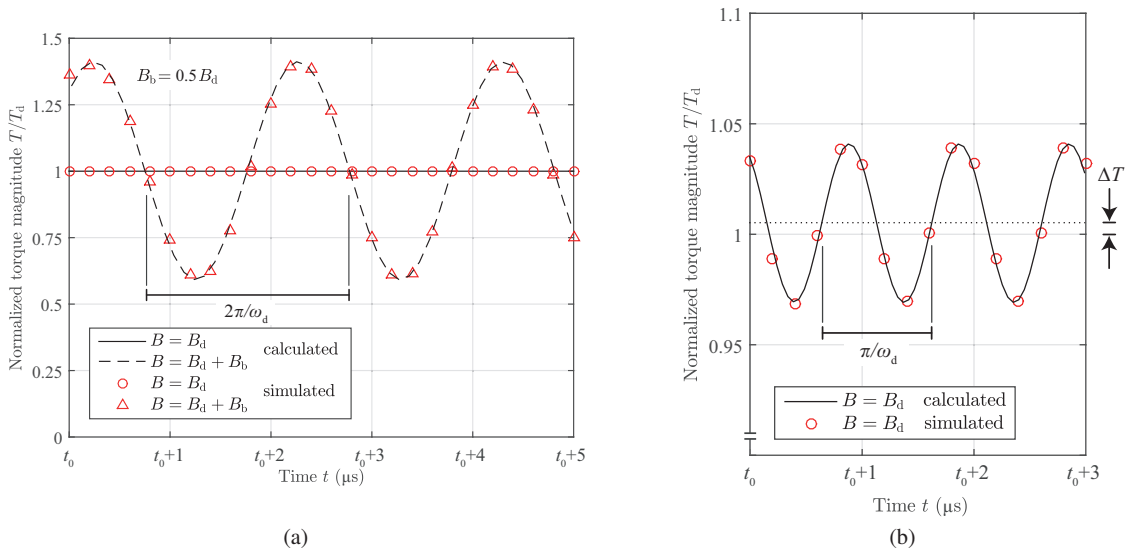 Normalized torque magnitude T/T_d
1.5
1.25
1
0.75
0.5
0.25
0
B_b = 0.5 B_d
2π/ω_d
B = B_d
B = B_d + B_b
calculated
B = B_d
B = B_d + B_b
simulated
t_0 t_0+1 t_0+2 t_0+3 t_0+4 t_0+5
Time t (μs)
(a)
Normalized torque magnitude T/T_d
1.1
1.05
1
0.95
ΔT
π/ω_d
B = B_d calculated
B = B_d simulated
t_0 t_0+1 t_0+2 t_0+3
Time t (μs)
(b)